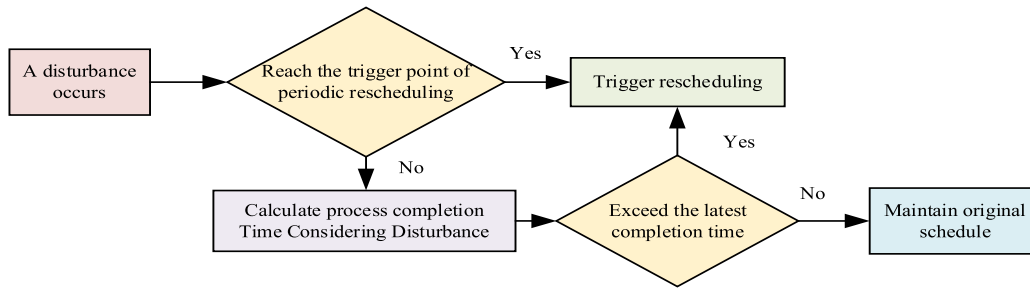 A disturbance
occurs
Reach the trigger point of
periodic rescheduling
Yes
Trigger rescheduling
No
Yes
Calculate process completion
Time Considering Disturbance
Exceed the latest
completion time
No
Maintain original
schedule